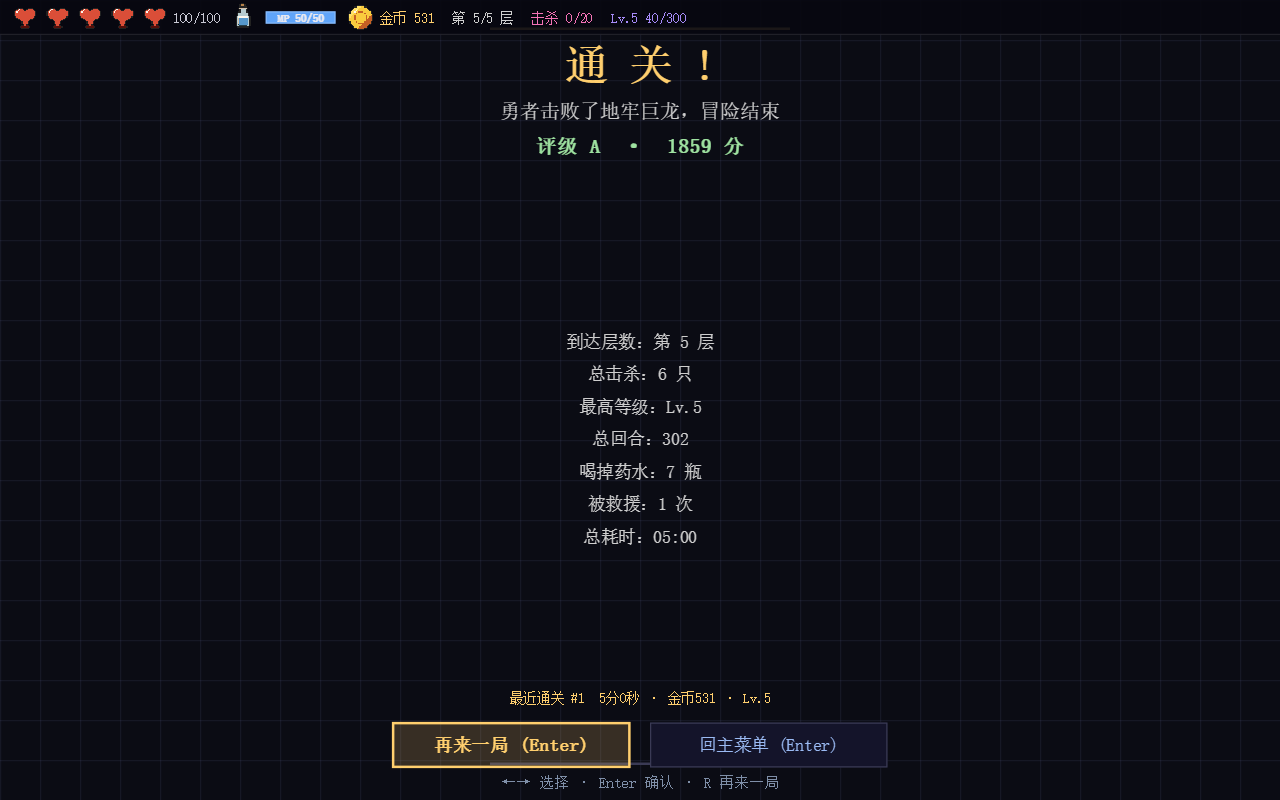 100/100 MP 50/50 金币 531 第 5/5 层 击杀 0/20 Lv.5 40/300
通 关 !
勇者击败了地牢巨龙，冒险结束
评级 A · 1859 分
到达层数: 第 5 层
总击杀: 6 只
最高等级: Lv.5
总回合: 302
喝掉药水: 7 瓶
被救援: 1 次
总耗时: 05:00
最近通关 #1 5分0秒 · 金币531 · Lv.5
再来一局 (Enter) 回主菜单 (Enter)
←→ 选择 · Enter 确认 · R 再来一局